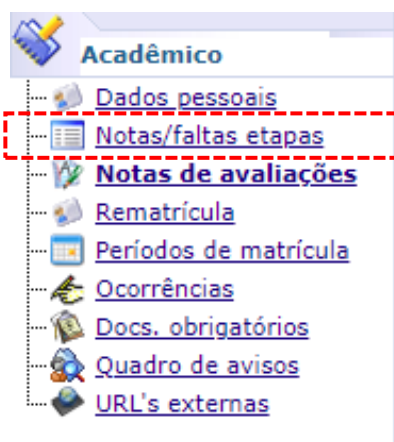 Acadêmico
Dados pessoais
Notas/faltas etapas
Notas de avaliações
Rematrícula
Períodos de matrícula
Ocorrências
Docs. obrigatórios
Quadro de avisos
URL's externas